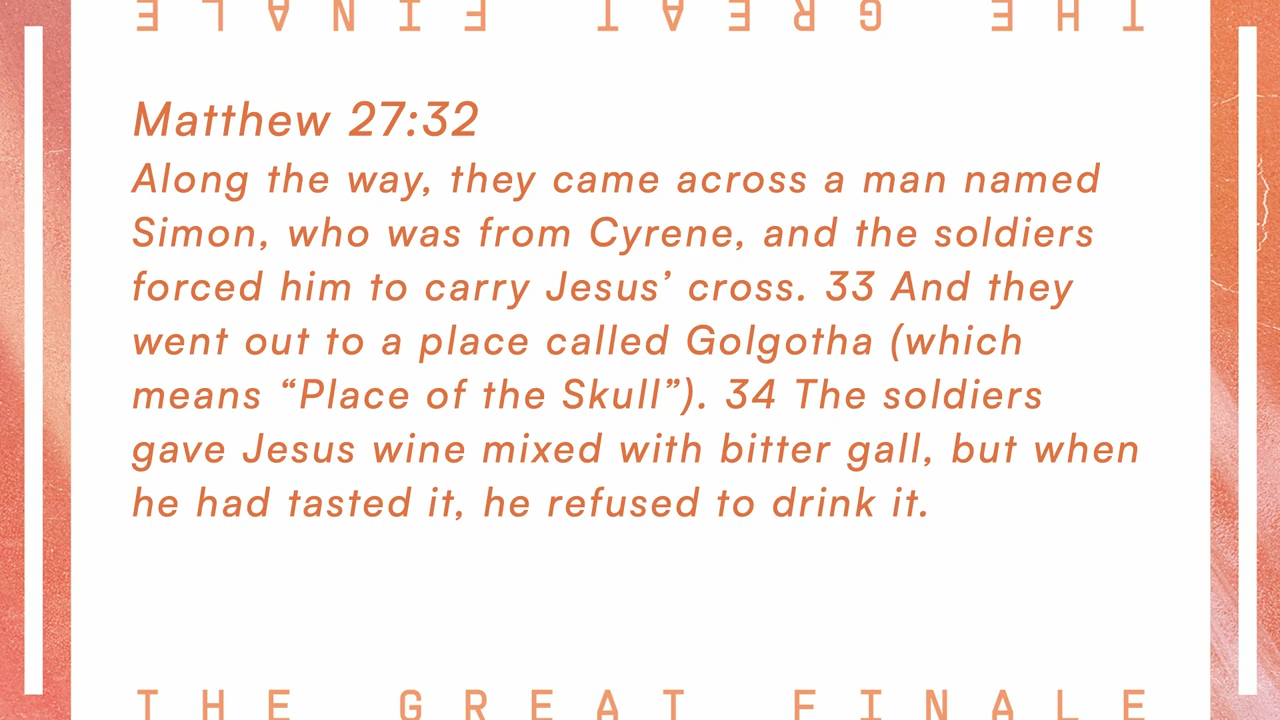 THE GREAT FINALE
Matthew 27:32
Along the way, they came across a man named
Simon, who was from Cyrene, and the soldiers
forced him to carry Jesus’ cross. 33 And they
went out to a place called Golgotha (which
means “Place of the Skull”). 34 The soldiers
gave Jesus wine mixed with bitter gall, but when
he had tasted it, he refused to drink it.
THE GREAT FINALE